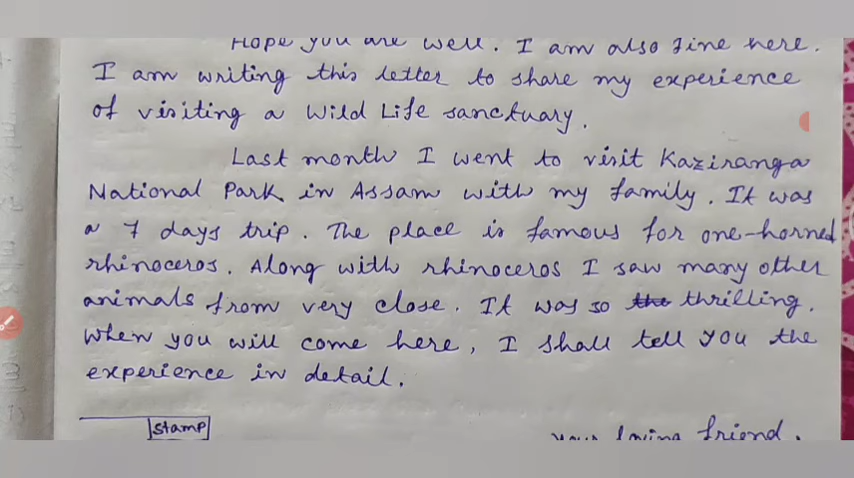 Hope you are well. I am also fine here.
I am writing this letter to share my experience
of visiting a Wild Life sanctuary.
Last month I went to visit Kaziranga
National Park in Assam with my family. It was
a 7 days trip. The place is famous for one-horned
rhinoceros. Along with rhinoceros I saw many other
animals from very close. It was so the thrilling.
When you will come here, I shall tell you the
experience in detail.
stamp
your loving friend,